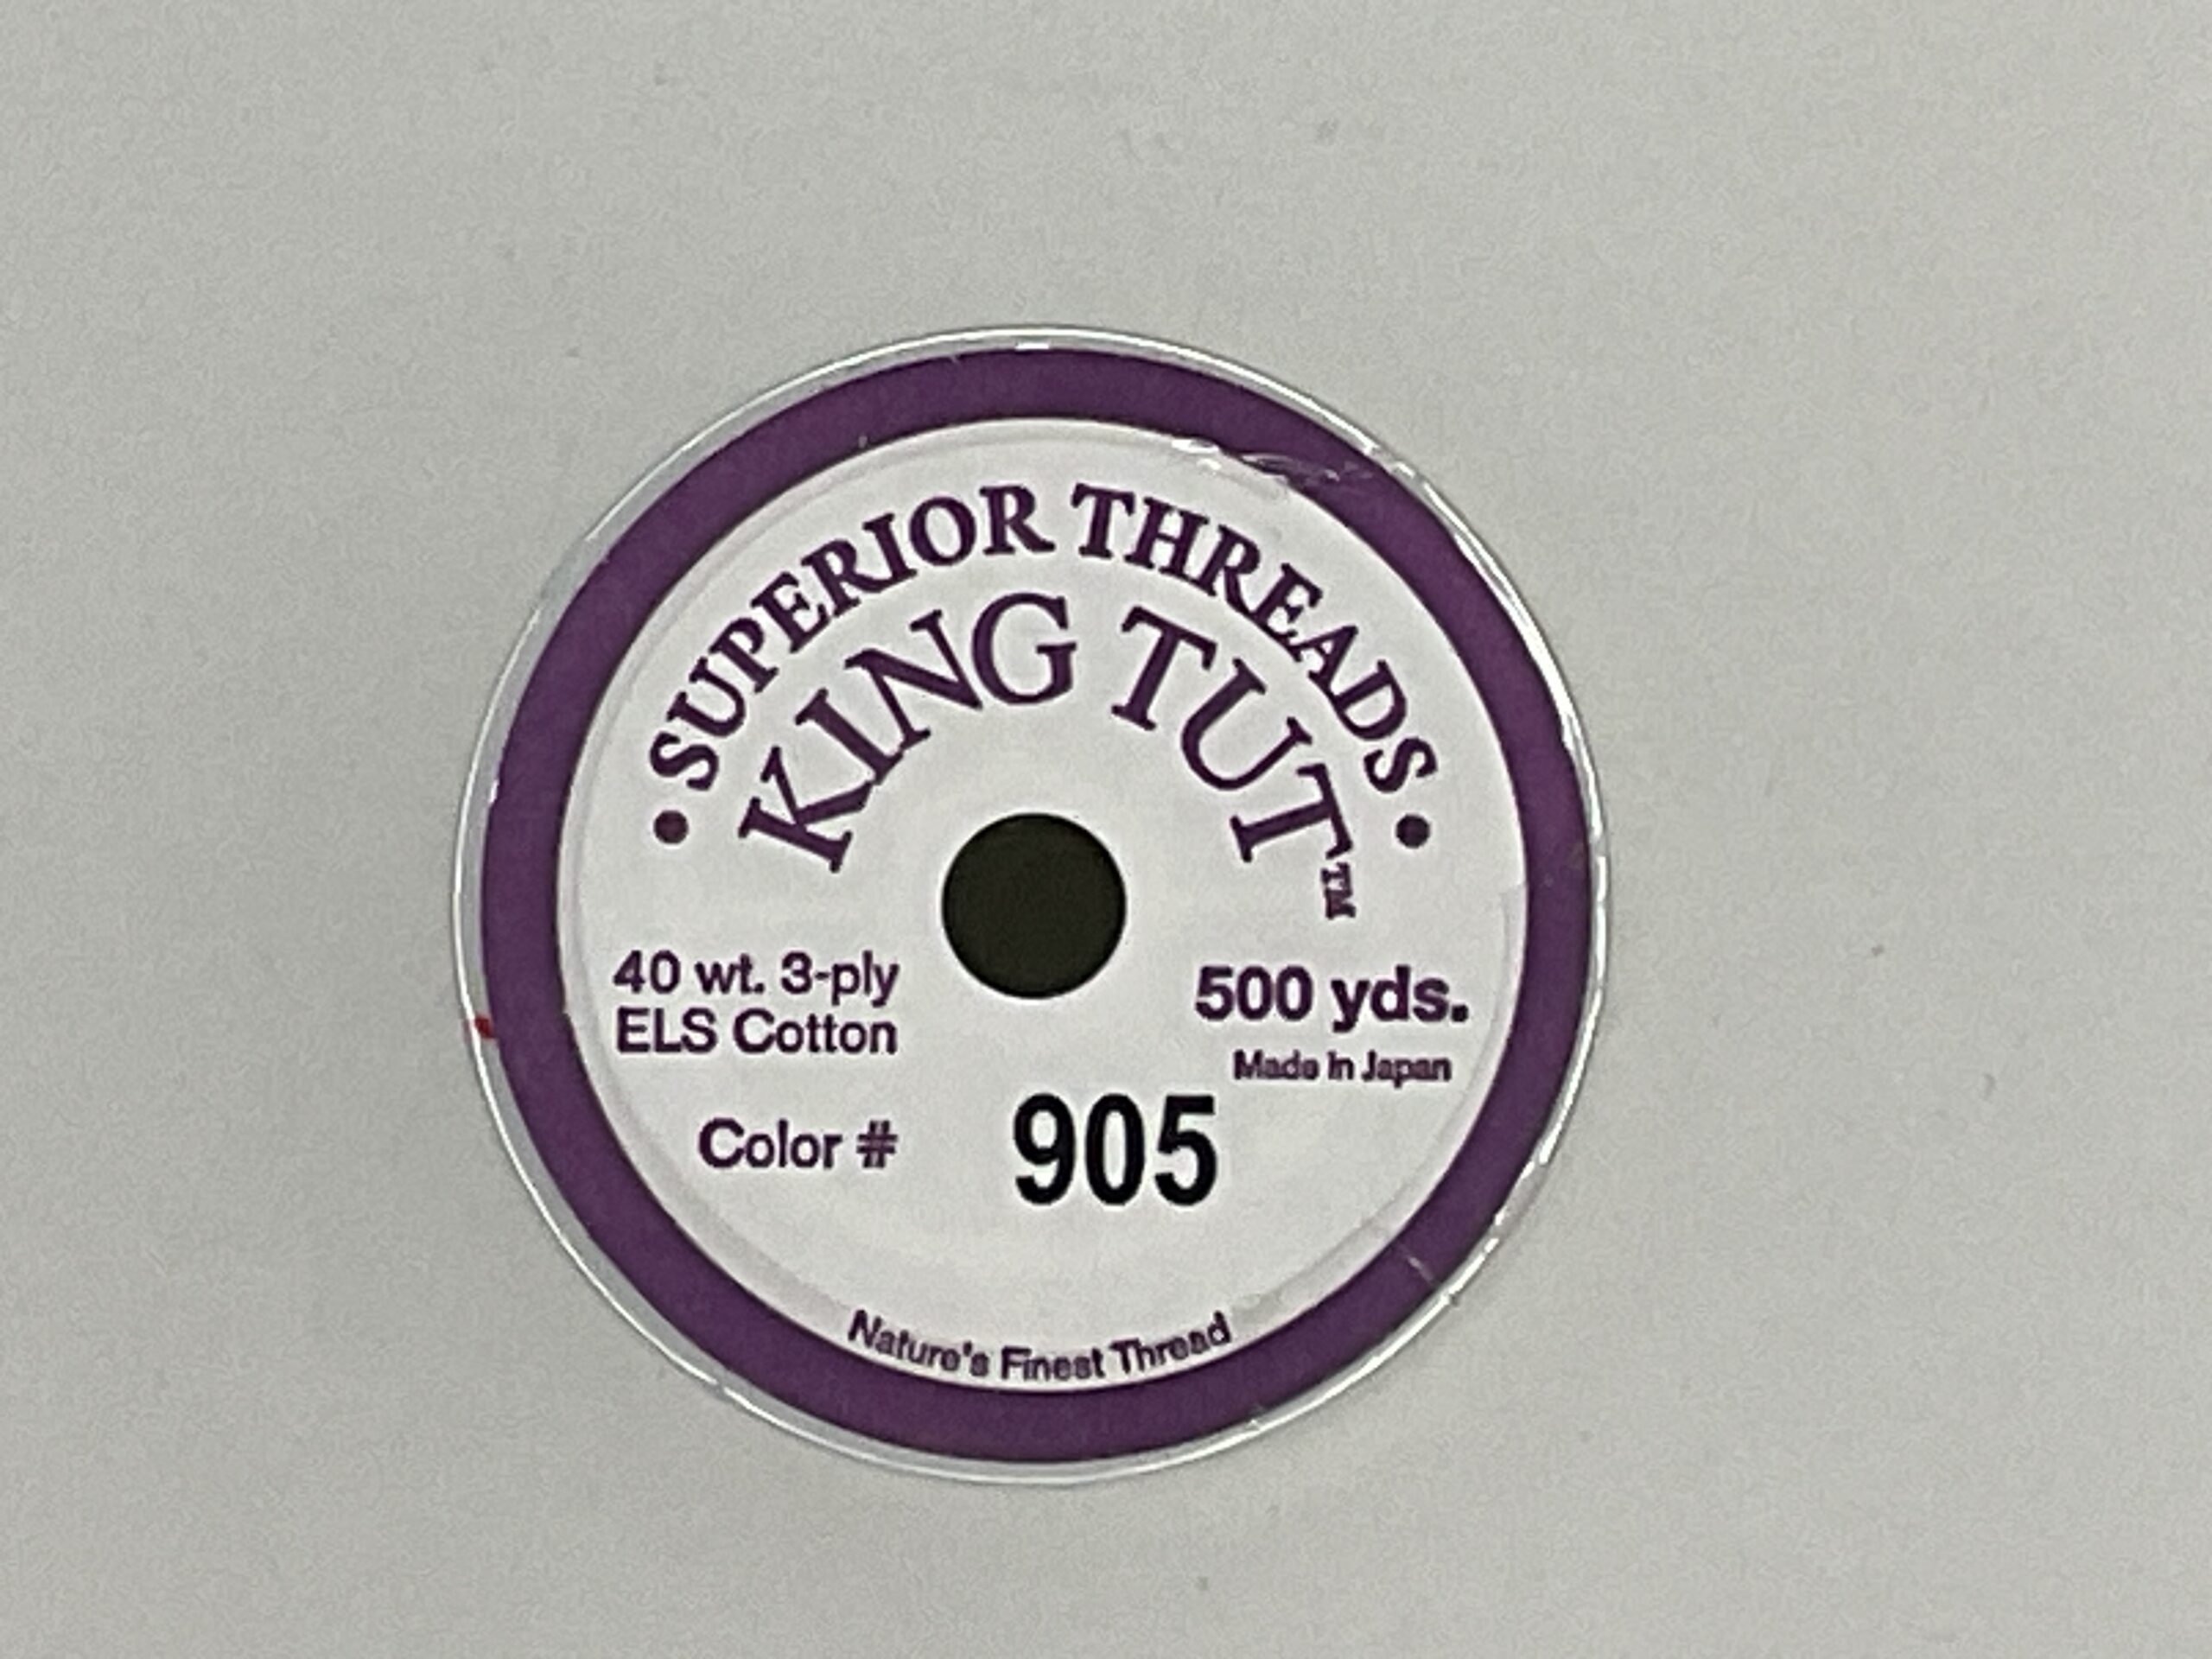 • SUPERIOR THREADS •
KING TUT™
40 wt. 3-ply
ELS Cotton
500 yds.
Made in Japan
Color # 905
Nature's Finest Thread